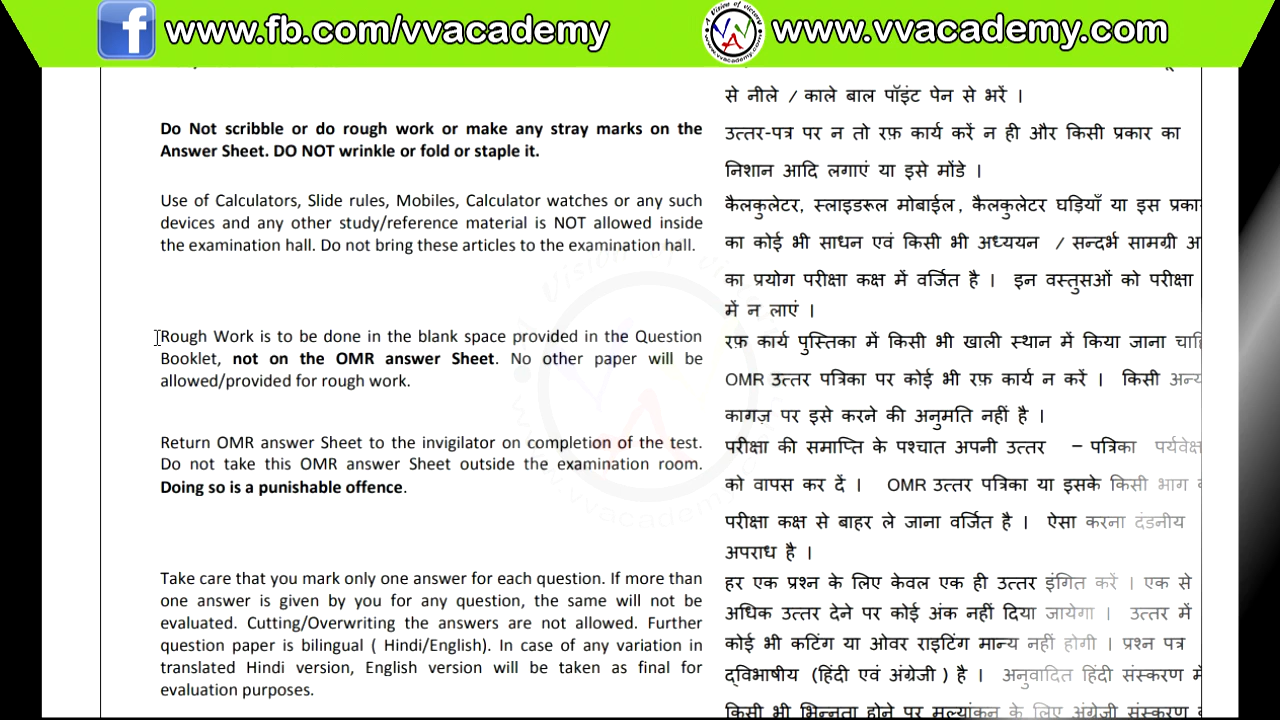 www.fb.com/vvacademy
www.vvacademy.com
Do Not scribble or do rough work or make any stray marks on the
Answer Sheet. DO NOT wrinkle or fold or staple it.
Use of Calculators, Slide rules, Mobiles, Calculator watches or any such
devices and any other study/reference material is NOT allowed inside
the examination hall. Do not bring these articles to the examination hall.
Rough Work is to be done in the blank space provided in the Question
Booklet, not on the OMR answer Sheet. No other paper will be
allowed/provided for rough work.
Return OMR answer Sheet to the invigilator on completion of the test.
Do not take this OMR answer Sheet outside the examination room.
Doing so is a punishable offence.
Take care that you mark only one answer for each question. If more than
one answer is given by you for any question, the same will not be
evaluated. Cutting/Overwriting the answers are not allowed. Further
question paper is bilingual ( Hindi/English). In case of any variation in
translated Hindi version, English version will be taken as final for
evaluation purposes.
से नीले / काले बाल पॉइंट पेन से भरें ।
उत्तर-पत्र पर न तो रफ़ कार्य करें न ही और किसी प्रकार का
निशान आदि लगाएं या इसे मोंडे ।
कैलकुलेटर, स्लाइडरूल मोबाईल, कैलकुलेटर घड़ियाँ या इस
का कोई भी साधन एवं किसी भी अध्ययन / सन्दर्भ सामग्री
का प्रयोग परीक्षा कक्ष में वर्जित है । इन वस्तुसओं को परीक्षा
में न लाएं ।
रफ़ कार्य पुस्तिका में किसी भी खाली स्थान में किया जाना
OMR उत्तर पत्रिका पर कोई भी रफ़ कार्य न करें । किसी अन्य
कागज़ पर इसे करने की अनुमति नहीं है ।
परीक्षा की समाप्ति के पश्चात अपनी उत्तर – पत्रिका
को वापस कर दें । OMR उत्तर पत्रिका या इसके किसी भाग
परीक्षा कक्ष से बाहर ले जाना वर्जित है । ऐसा करना दंडनीय
अपराध है ।
हर एक प्रश्न के लिए केवल एक ही उत्तर इंगित करें । एक से
अधिक उत्तर देने पर कोई अंक नहीं दिया जायेगा । उत्तर में
कोई भी कटिंग या ओवर राइटिंग मान्य नहीं होगी । प्रश्न पत्र
द्विभाषीय (हिंदी एवं अंग्रेजी ) है । अनुवादित हिंदी संस्करण में
किसी भी भिन्नता होने पर मूल्यांकन के लिए अंग्रेजी संस्करण